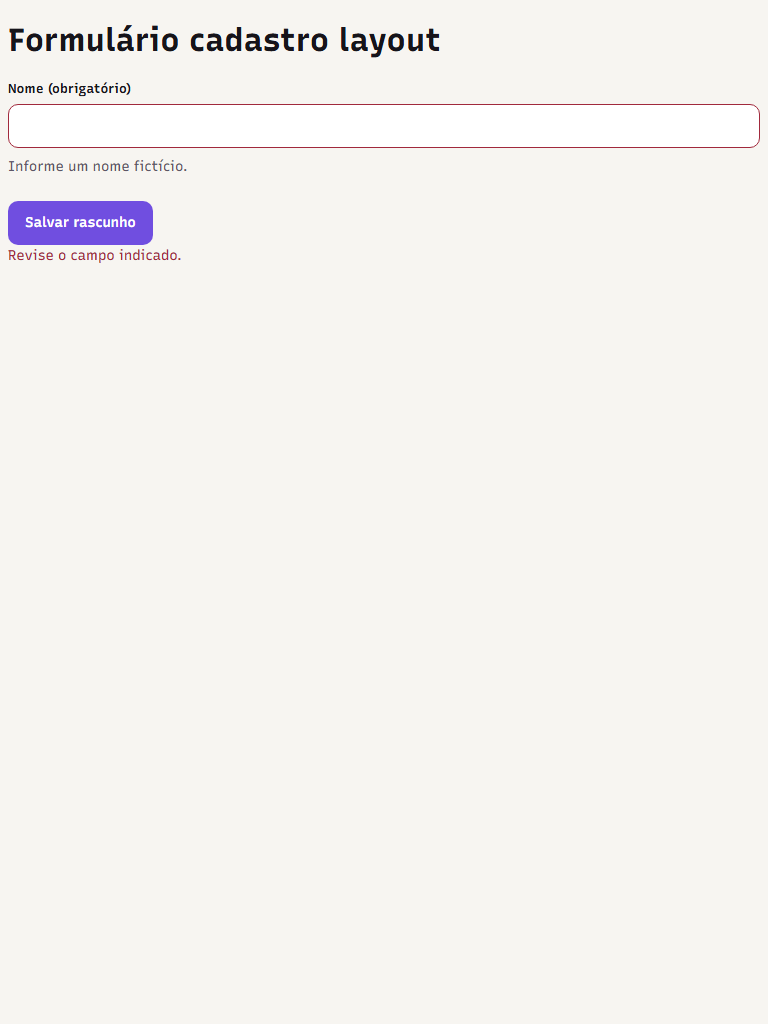 Formulário cadastro layout
Nome (obrigatório)
Informe um nome fictício.
Salvar rascunho
Revise o campo indicado.